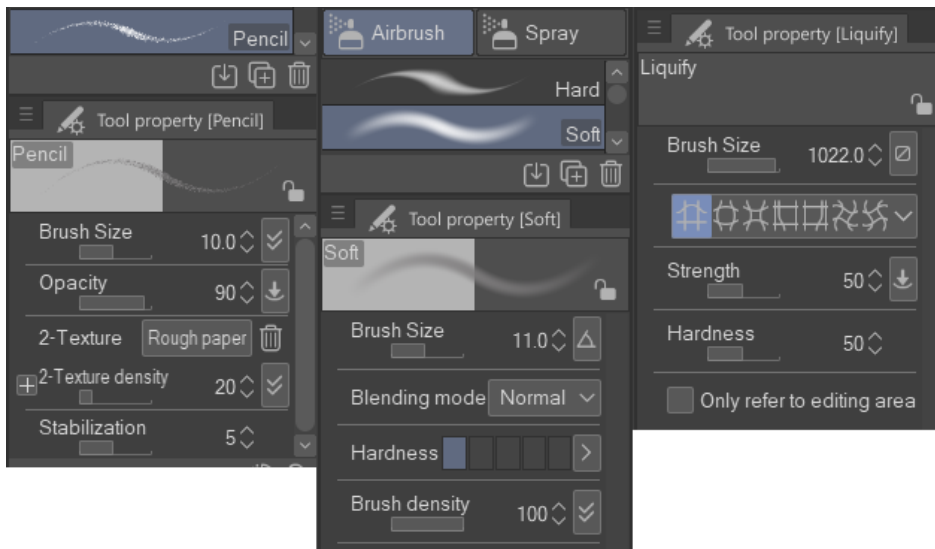 Pencil
Tool property [Pencil]
Pencil
Brush Size 10.0
Opacity 90
2-Texture Rough paper
2-Texture density 20
Stabilization 5
Airbrush Spray
Hard
Soft
Tool property [Soft]
Soft
Brush Size 11.0
Blending mode Normal
Hardness
Brush density 100
Tool property [Liquify]
Liquify
Brush Size 1022.0
Strength 50
Hardness 50
Only refer to editing area